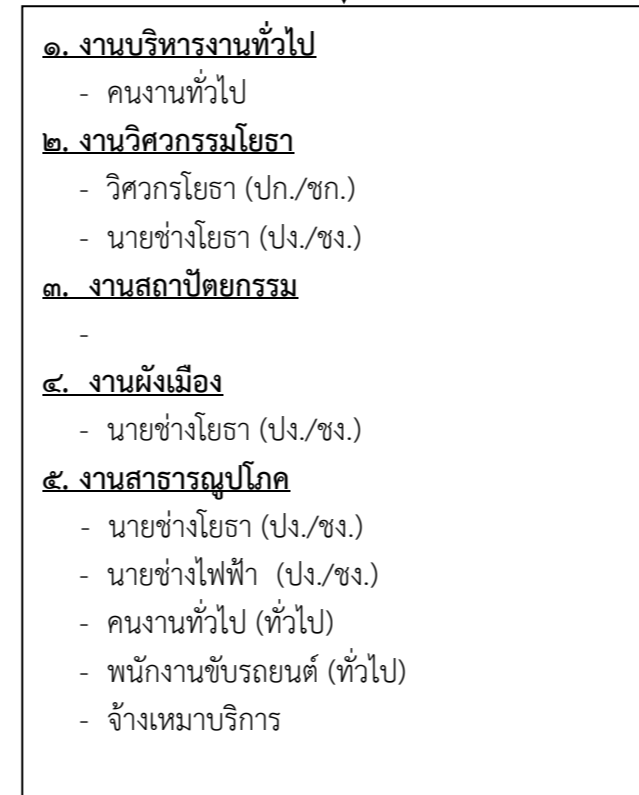 ๑. งานบริหารงานทั่วไป
- คนงานทั่วไป
๒. งานวิศวกรรมโยธา
- วิศวกรโยธา (ปก./ชก.)
- นายช่างโยธา (ปง./ชง.)
๓. งานสถาปัตยกรรม
-
๔. งานผังเมือง
- นายช่างโยธา (ปง./ชง.)
๕. งานสาธารณูปโภค
- นายช่างโยธา (ปง./ชง.)
- นายช่างไฟฟ้า (ปง./ชง.)
- คนงานทั่วไป (ทั่วไป)
- พนักงานขับรถยนต์ (ทั่วไป)
- จ้างเหมาบริการ